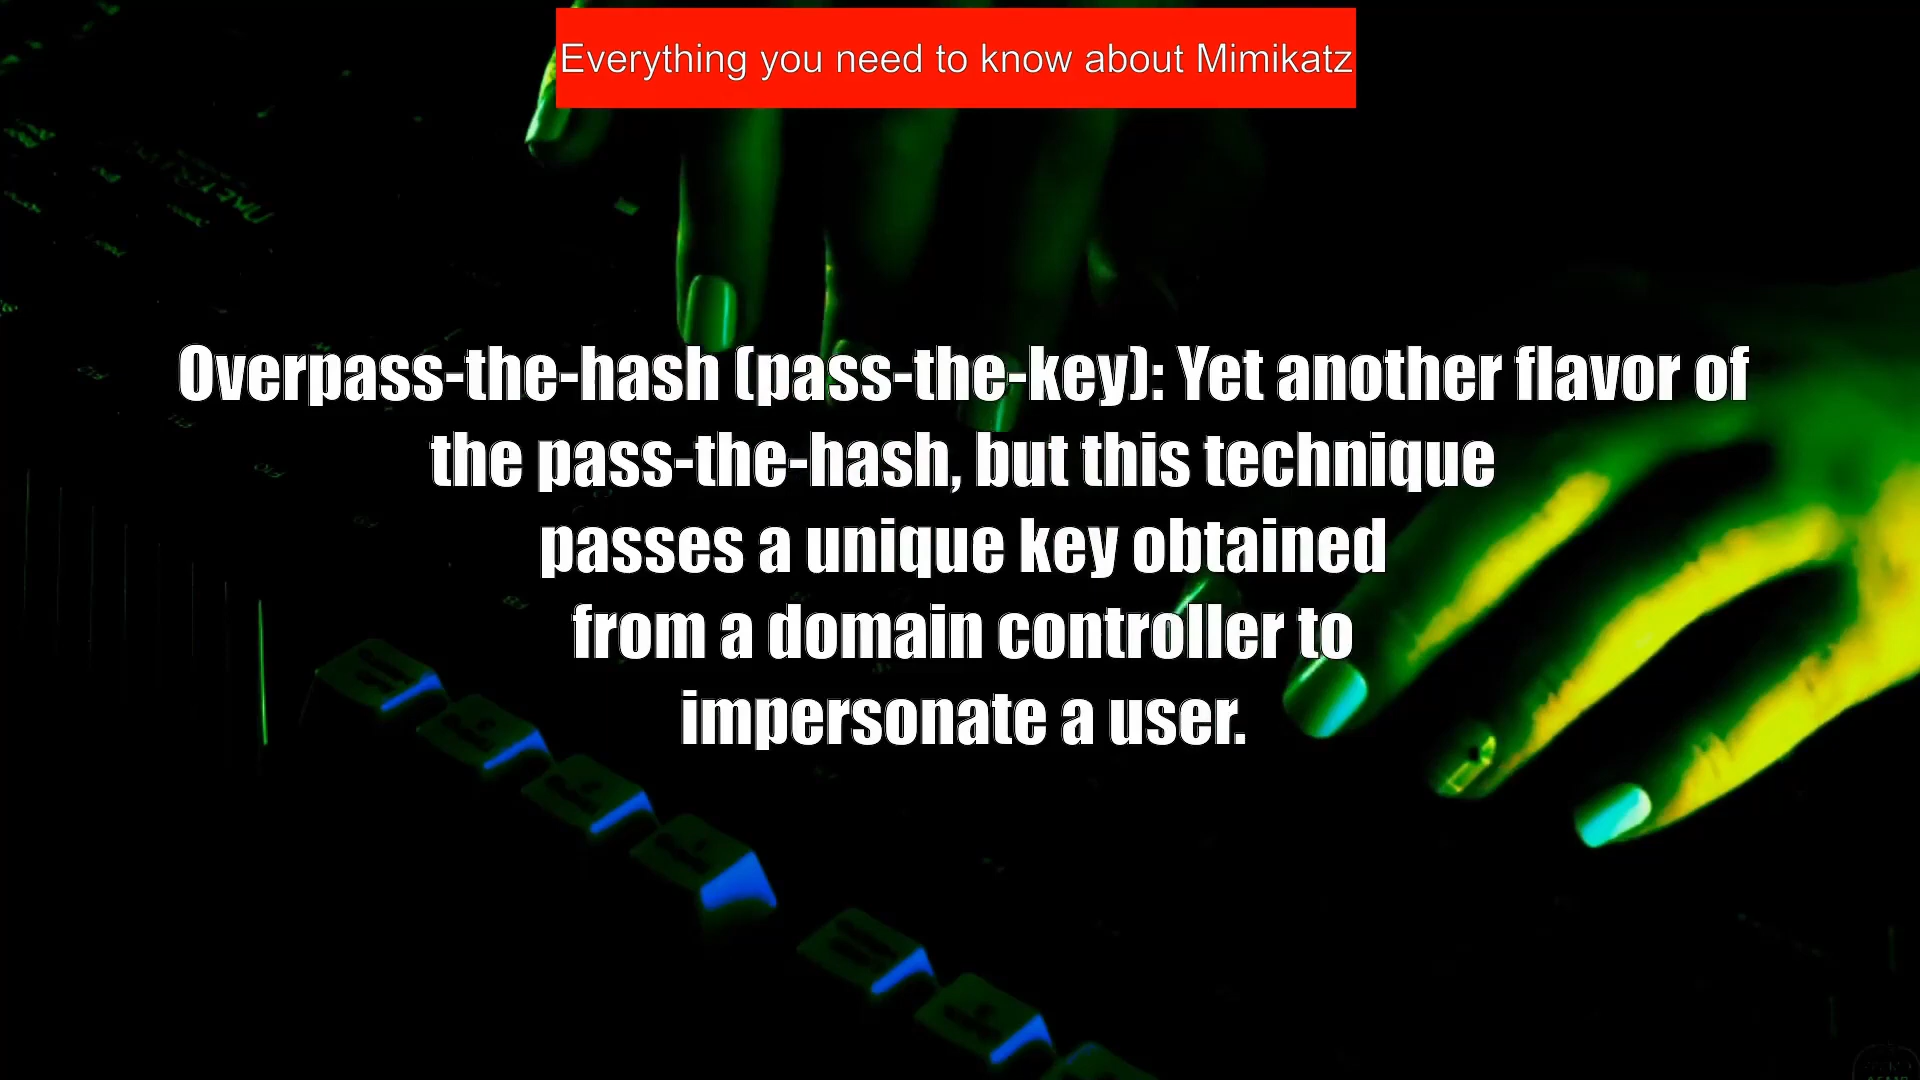 Everything you need to know about Mimikatz
Overpass-the-hash (pass-the-key): Yet another flavor of
the pass-the-hash, but this technique
passes a unique key obtained
from a domain controller to
impersonate a user.